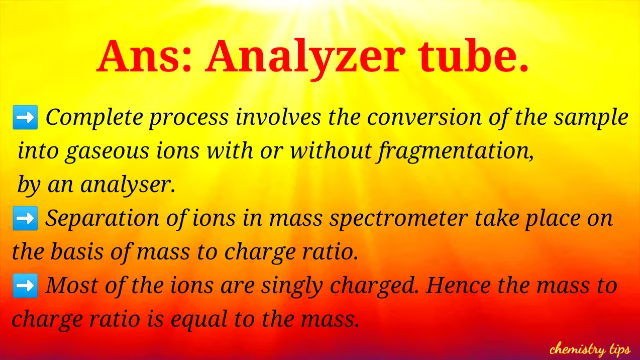 Ans: Analyzer tube.
➡ Complete process involves the conversion of the sample
into gaseous ions with or without fragmentation,
by an analyser.
➡ Separation of ions in mass spectrometer take place on
the basis of mass to charge ratio.
➡ Most of the ions are singly charged. Hence the mass to
charge ratio is equal to the mass.
chemistry tips